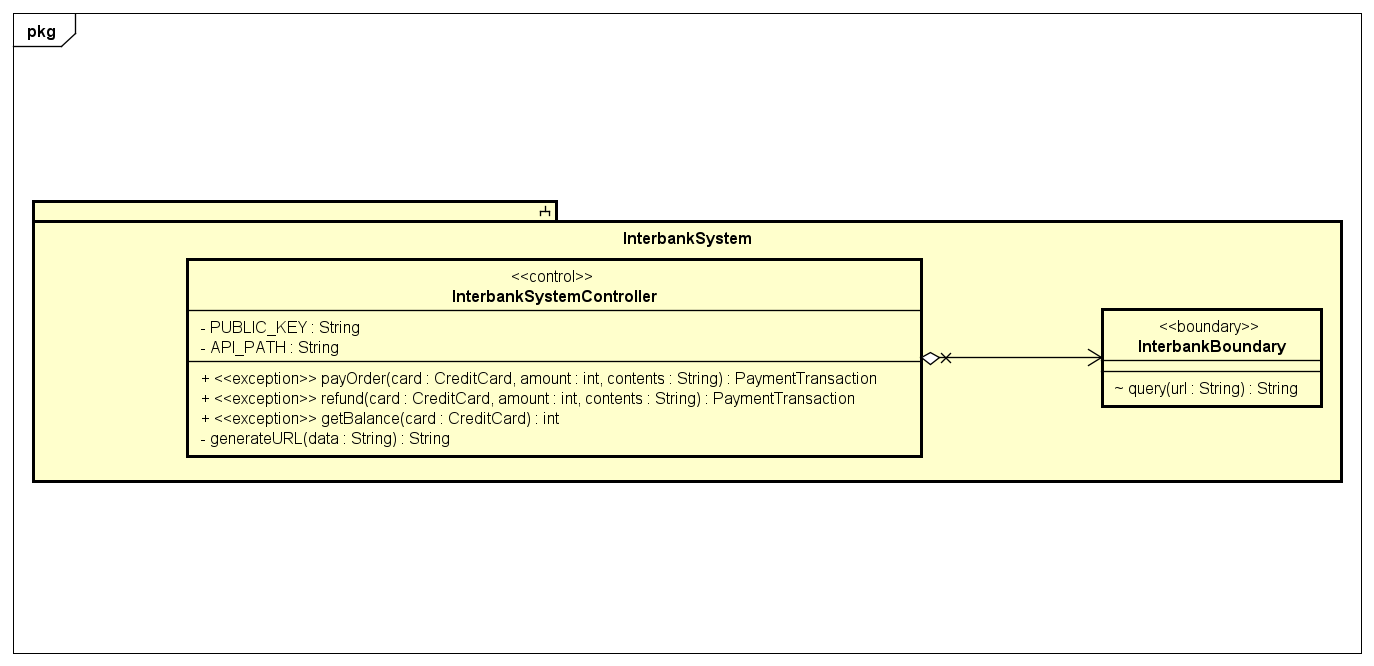 pkg
InterbankSystem
<<control>>
InterbankSystemController
- PUBLIC_KEY : String
- API_PATH : String
+ <<exception>> payOrder(card : CreditCard, amount : int, contents : String) : PaymentTransaction
+ <<exception>> refund(card : CreditCard, amount : int, contents : String) : PaymentTransaction
+ <<exception>> getBalance(card : CreditCard) : int
- generateURL(data : String) : String
<<boundary>>
InterbankBoundary
~ query(url : String) : String